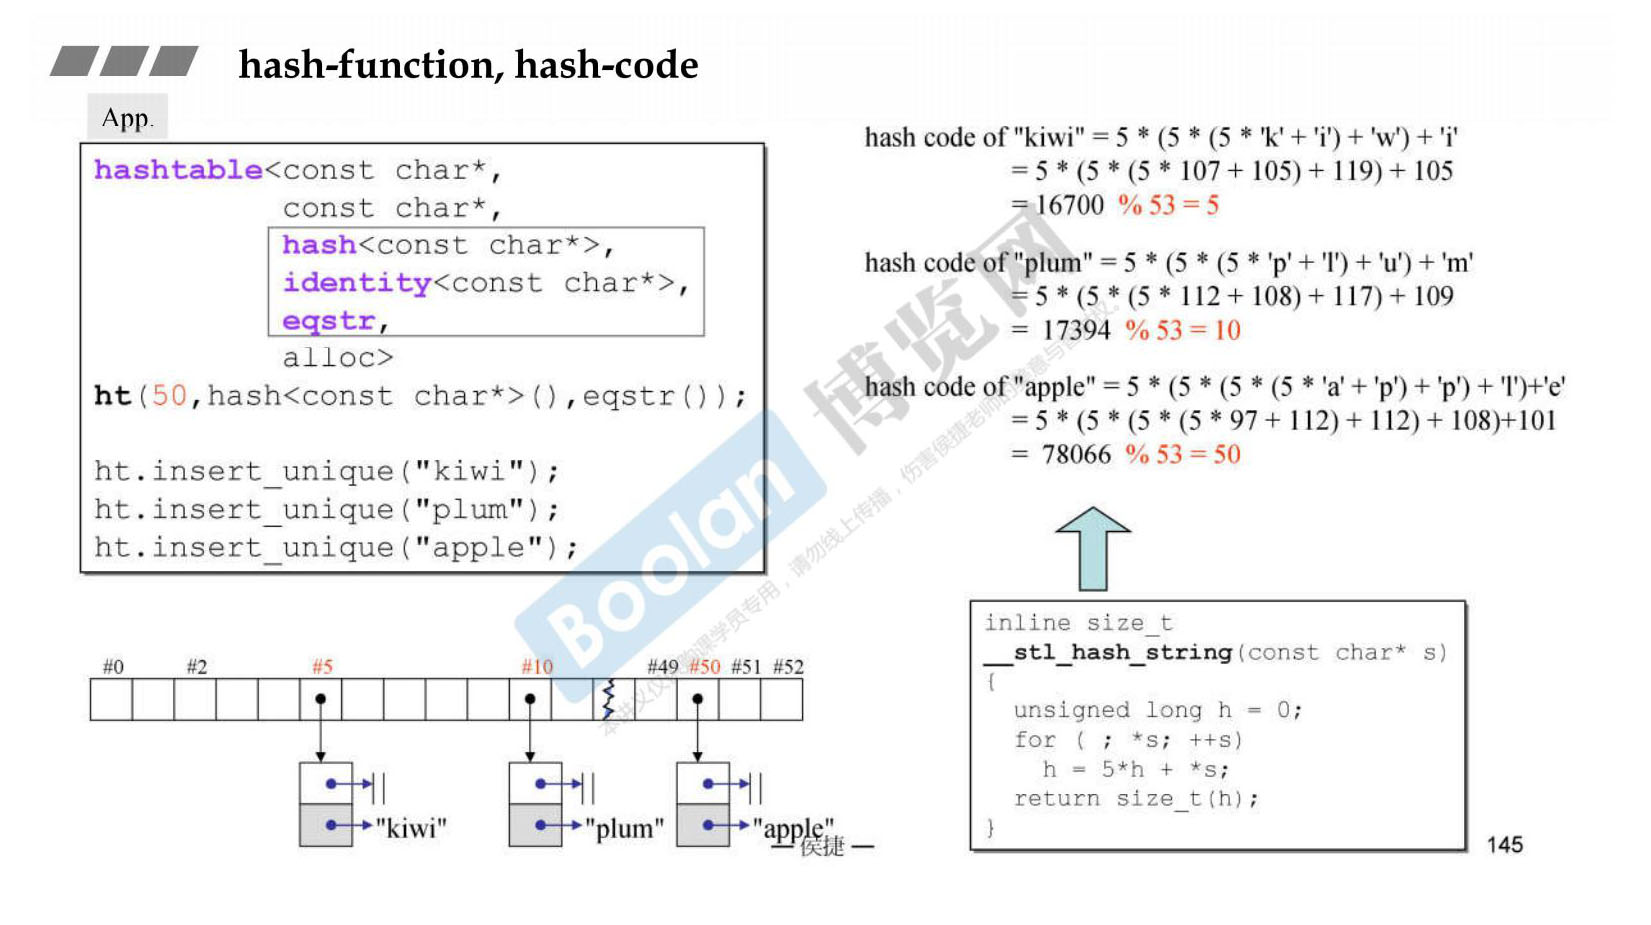 hash-function, hash-code
App.
hashtable<const char*,
const char*,
hash<const char*>,
identity<const char*>,
eqstr,
alloc>
ht(50,hash<const char*>(),eqstr());
ht.insert_unique("kiwi");
ht.insert_unique("plum");
ht.insert_unique("apple");
hash code of "kiwi" = 5 * (5 * (5 * 'k' + 'i') + 'w') + 'i'
= 5 * (5 * (5 * 107 + 105) + 119) + 105
= 16700 % 53 = 5
hash code of "plum" = 5 * (5 * (5 * 'p' + 'l') + 'u') + 'm'
= 5 * (5 * (5 * 112 + 108) + 117) + 109
= 17394 % 53 = 10
hash code of "apple" = 5 * (5 * (5 * (5 * 'a' + 'p') + 'p') + 'l')+'e'
= 5 * (5 * (5 * (5 * 97 + 112) + 112) + 108)+101
= 78066 % 53 = 50
inline size_t
__stl_hash_string(const char* s)
{
unsigned long h = 0;
for ( ; *s; ++s)
h = 5*h + *s;
return size_t(h);
}
#0 #2 #5 #10 #49 #50 #51 #52
"kiwi" "plum" "apple"
— 侯捷 —
145
Boolan 博览网